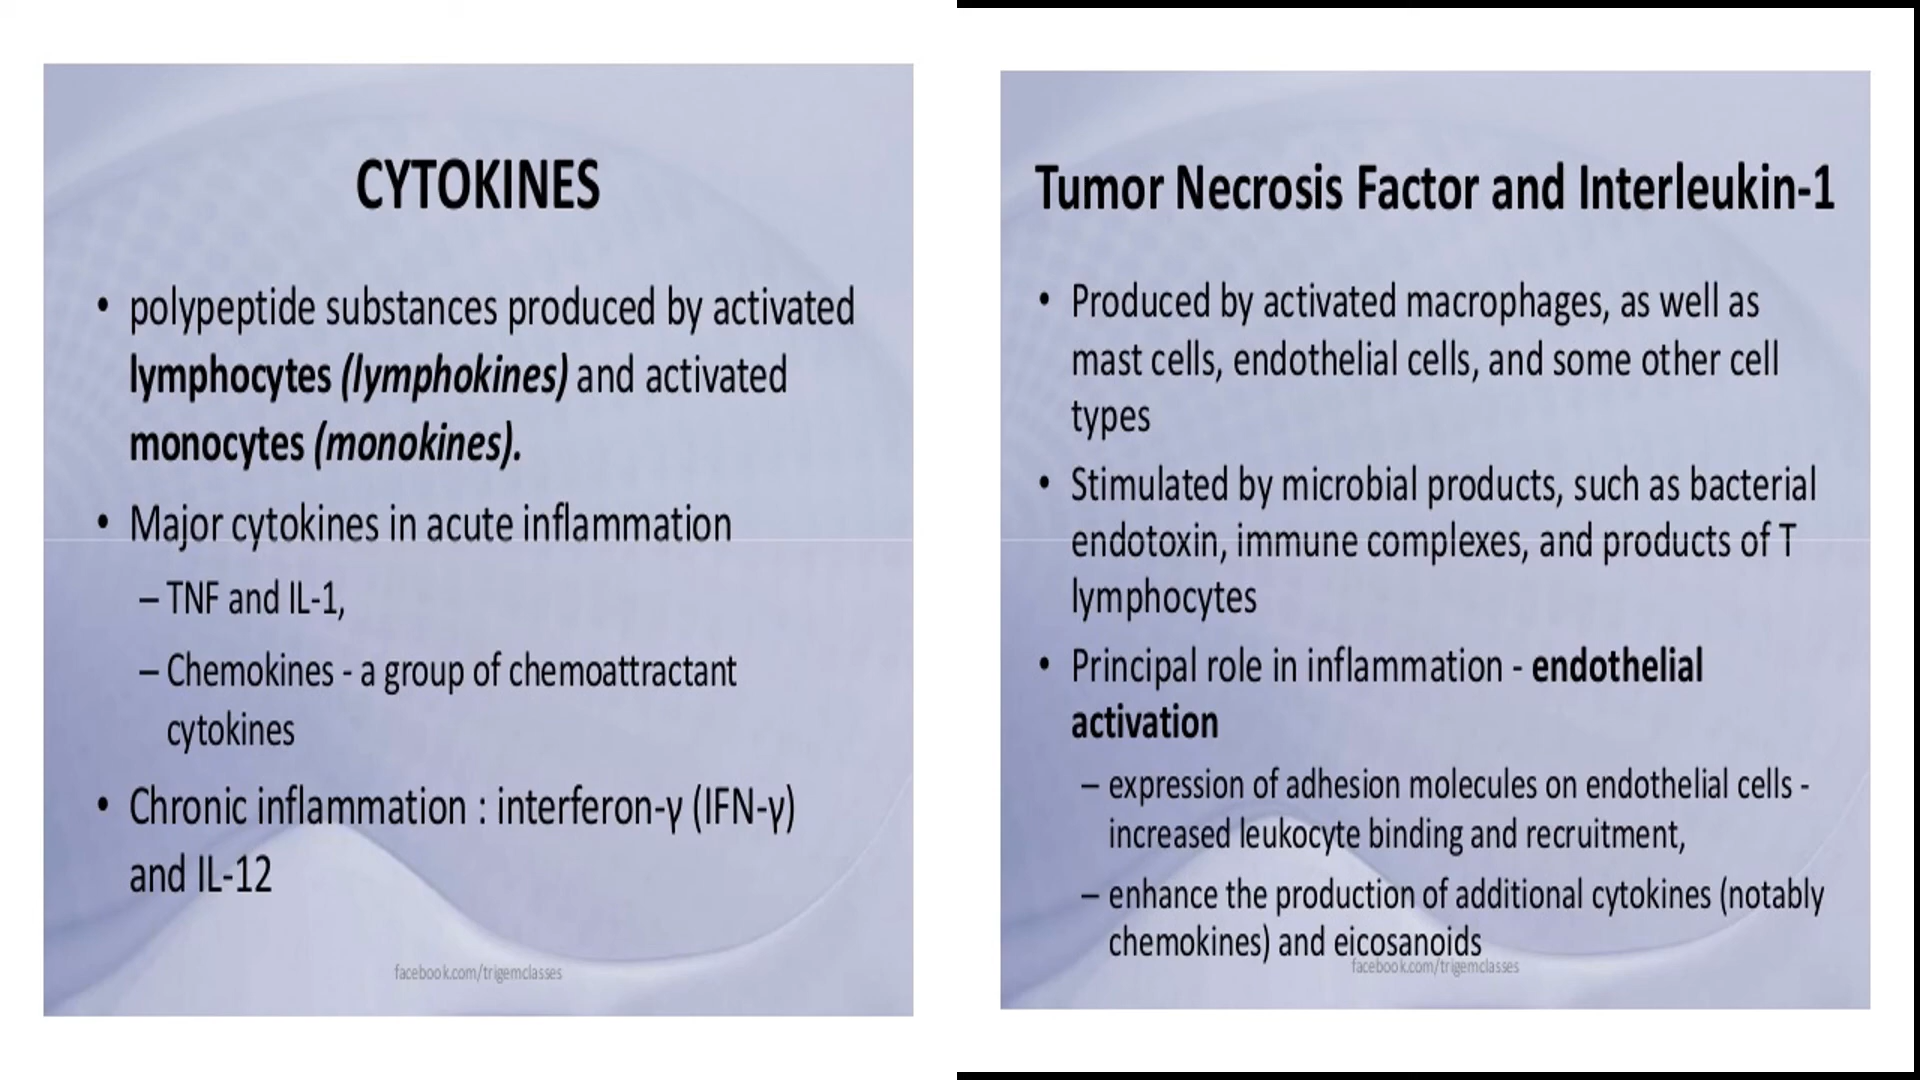 CYTOKINES
• polypeptide substances produced by activated
lymphocytes (lymphokines) and activated
monocytes (monokines).
• Major cytokines in acute inflammation
– TNF and IL-1,
– Chemokines - a group of chemoattractant
cytokines
• Chronic inflammation : interferon-γ (IFN-γ)
and IL-12
facebook.com/trigemclasses
Tumor Necrosis Factor and Interleukin-1
• Produced by activated macrophages, as well as
mast cells, endothelial cells, and some other cell
types
• Stimulated by microbial products, such as bacterial
endotoxin, immune complexes, and products of T
lymphocytes
• Principal role in inflammation - endothelial
activation
– expression of adhesion molecules on endothelial cells -
increased leukocyte binding and recruitment,
– enhance the production of additional cytokines (notably
chemokines) and eicosanoids
facebook.com/trigemclasses